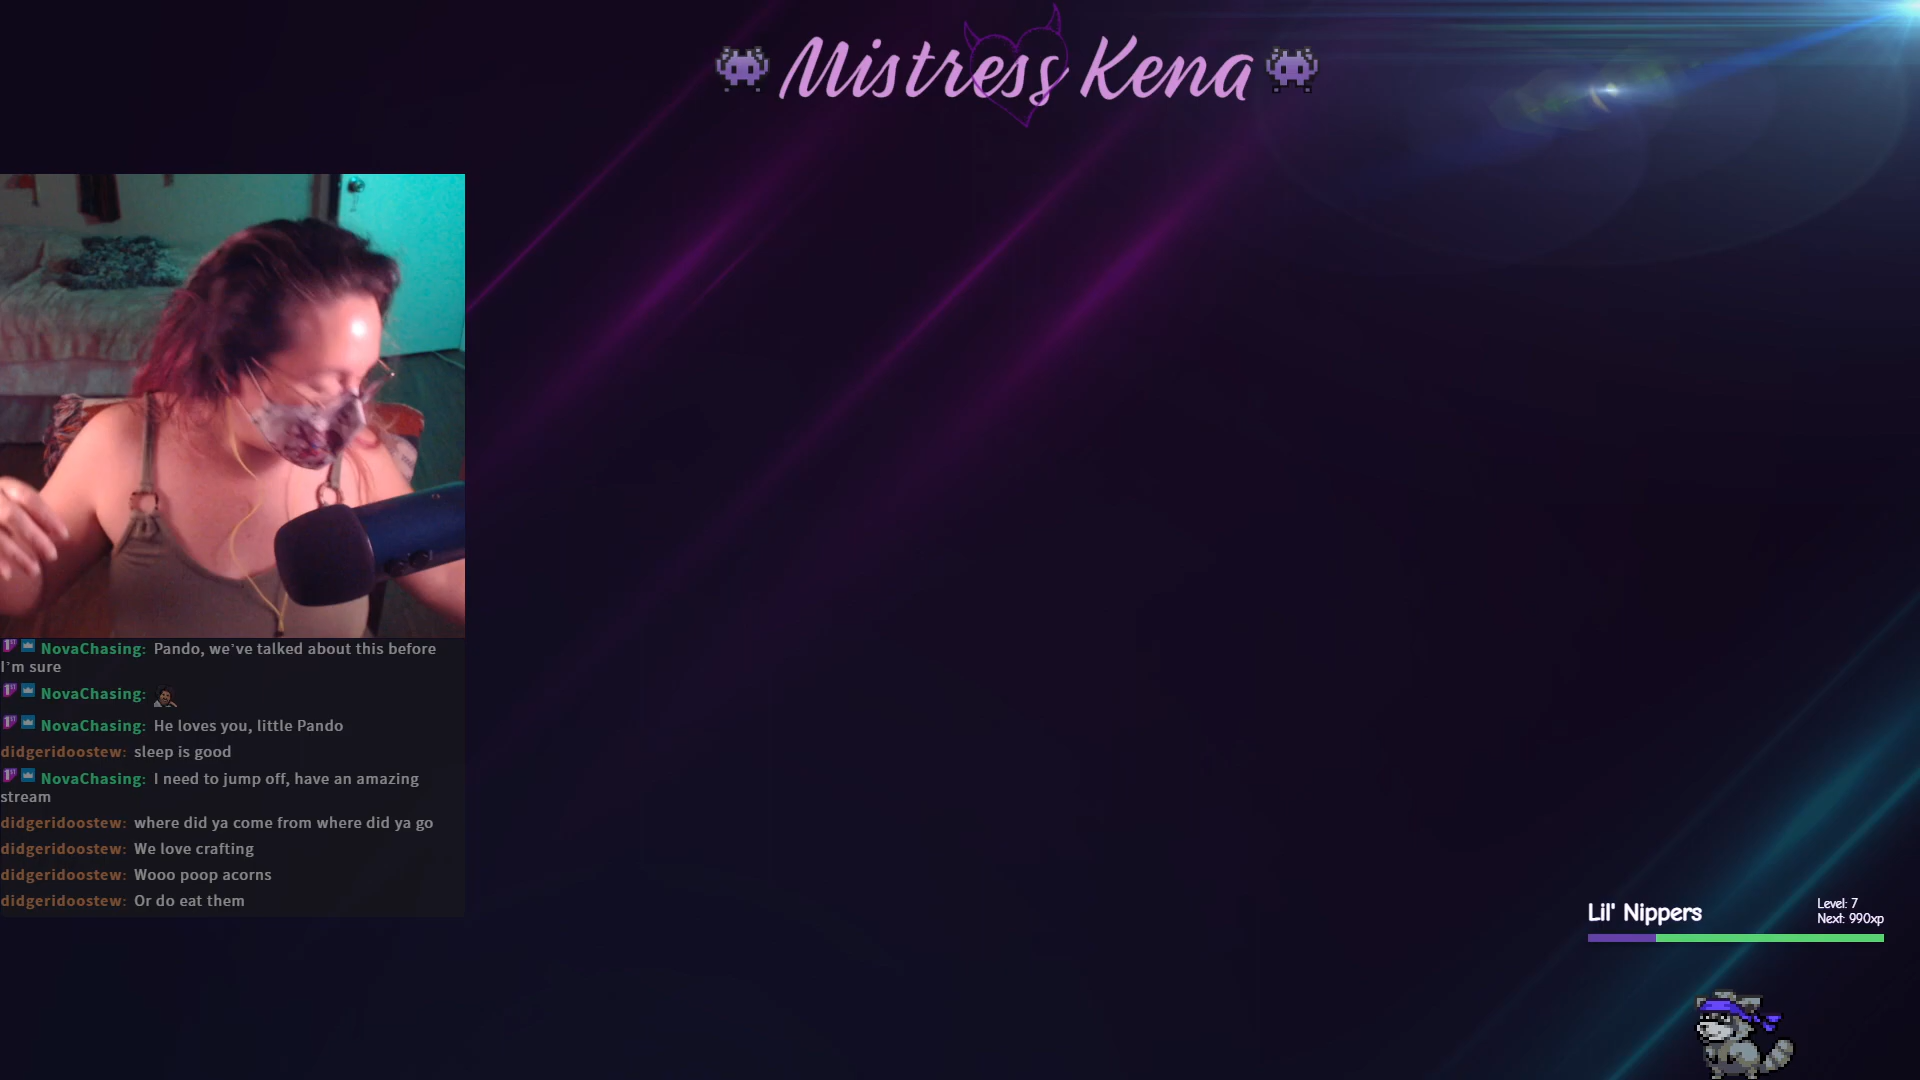 Mistress Kena
NovaChasing: Pando, we've talked about this before
I'm sure
NovaChasing:
NovaChasing: He loves you, little Pando
didgeridoostew: sleep is good
NovaChasing: I need to jump off, have an amazing
stream
didgeridoostew: where did ya come from where did ya go
didgeridoostew: We love crafting
didgeridoostew: Wooo poop acorns
didgeridoostew: Or do eat them
Lil' Nippers
Level: 7
Next: 990xp